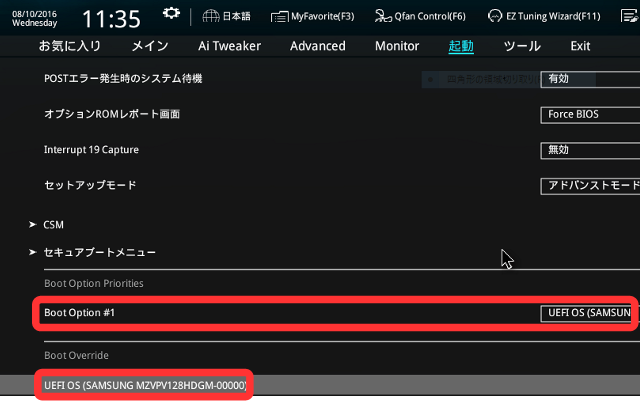 08/10/2016
Wednesday
11:35
日本語
MyFavorite(F3)
Qfan Control(F6)
EZ Tuning Wizard(F11)
お気に入り メイン Ai Tweaker Advanced Monitor 起動 ツール Exit
POSTエラー発生時のシステム待機 有効
オプションROMレポート画面 Force BIOS
Interrupt 19 Capture 無効
セットアップモード アドバンストモード
CSM
セキュアブートメニュー
Boot Option Priorities
Boot Option #1 UEFI OS (SAMSUN
Boot Override
UEFI OS (SAMSUNG MZVPV128HDGM-00000)